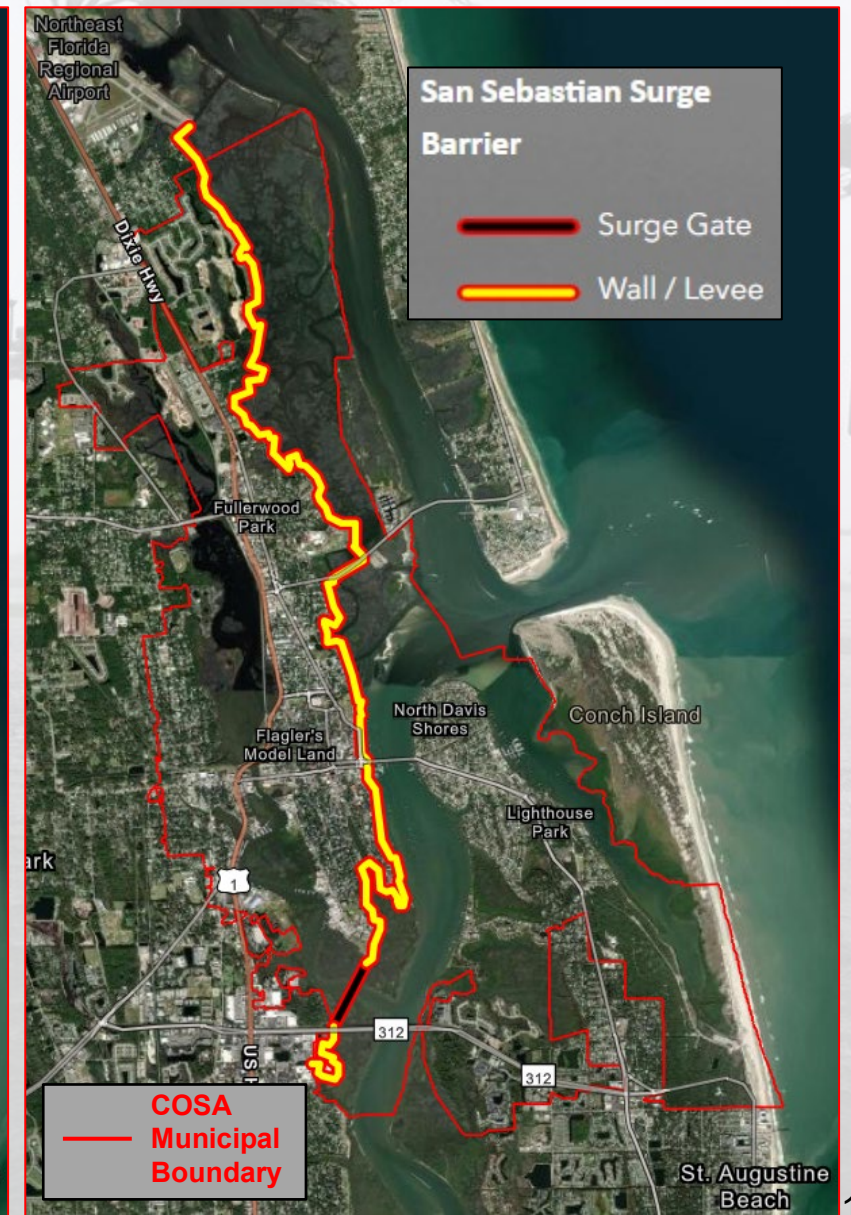 Northeast
Florida
Regional
Airport
San Sebastian Surge
Barrier
Surge Gate
Wall / Levee
Dixie Hwy
Fullerwood
Park
North Davis
Shores
Conch Island
Flagler's
Model Land
Lighthouse
Park
ark
1
312
312
US H
COSA
Municipal
Boundary
St. Augustine
Beach